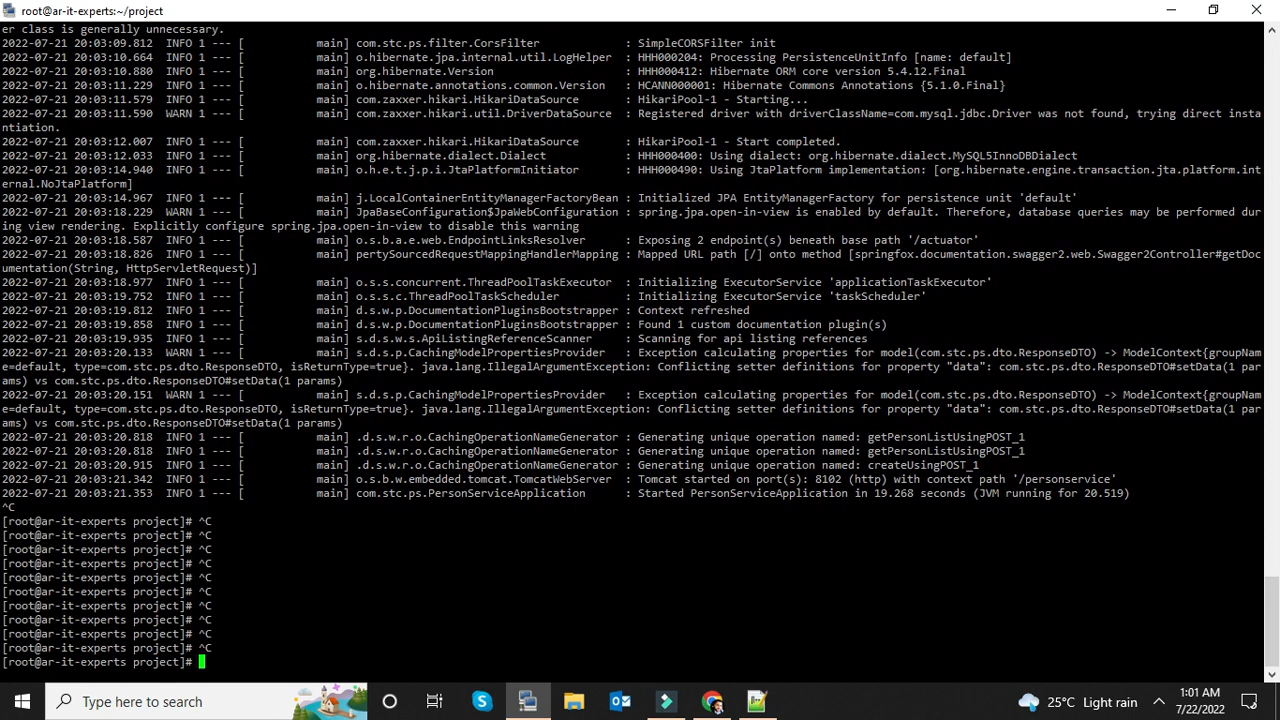 root@ar-it-experts:~/project
er class is generally unnecessary.
2022-07-21 20:03:09.812  INFO 1 --- [           main] com.stc.ps.filter.CorsFilter             : SimpleCORSFilter init
2022-07-21 20:03:10.664  INFO 1 --- [           main] o.hibernate.jpa.internal.util.LogHelper  : HHH000204: Processing PersistenceUnitInfo [name: default]
2022-07-21 20:03:10.880  INFO 1 --- [           main] org.hibernate.Version                    : HHH000412: Hibernate ORM core version 5.4.12.Final
2022-07-21 20:03:11.229  INFO 1 --- [           main] o.hibernate.annotations.common.Version   : HCANN000001: Hibernate Commons Annotations {5.1.0.Final}
2022-07-21 20:03:11.579  INFO 1 --- [           main] com.zaxxer.hikari.HikariDataSource       : HikariPool-1 - Starting...
2022-07-21 20:03:11.590  WARN 1 --- [           main] com.zaxxer.hikari.util.DriverDataSource  : Registered driver with driverClassName=com.mysql.jdbc.Driver was not found, trying direct insta
ntiation.
2022-07-21 20:03:12.007  INFO 1 --- [           main] com.zaxxer.hikari.HikariDataSource       : HikariPool-1 - Start completed.
2022-07-21 20:03:12.033  INFO 1 --- [           main] org.hibernate.dialect.Dialect            : HHH000400: Using dialect: org.hibernate.dialect.MySQL5InnoDBDialect
2022-07-21 20:03:14.940  INFO 1 --- [           main] o.h.e.t.j.p.i.JtaPlatformInitiator       : HHH000490: Using JtaPlatform implementation: [org.hibernate.engine.transaction.jta.platform.int
ernal.NoJtaPlatform]
2022-07-21 20:03:14.967  INFO 1 --- [           main] j.LocalContainerEntityManagerFactoryBean : Initialized JPA EntityManagerFactory for persistence unit 'default'
2022-07-21 20:03:18.229  WARN 1 --- [           main] JpaBaseConfiguration$JpaWebConfiguration : spring.jpa.open-in-view is enabled by default. Therefore, database queries may be performed dur
ing view rendering. Explicitly configure spring.jpa.open-in-view to disable this warning
2022-07-21 20:03:18.587  INFO 1 --- [           main] o.s.b.a.e.web.EndpointLinksResolver      : Exposing 2 endpoint(s) beneath base path '/actuator'
2022-07-21 20:03:18.826  INFO 1 --- [           main] pertySourcedRequestMappingHandlerMapping : Mapped URL path [/] onto method [springfox.documentation.swagger2.web.Swagger2Controller#getDoc
umentation(String, HttpServletRequest)]
2022-07-21 20:03:18.977  INFO 1 --- [           main] o.s.s.concurrent.ThreadPoolTaskExecutor  : Initializing ExecutorService 'applicationTaskExecutor'
2022-07-21 20:03:19.752  INFO 1 --- [           main] o.s.s.c.ThreadPoolTaskScheduler          : Initializing ExecutorService 'taskScheduler'
2022-07-21 20:03:19.812  INFO 1 --- [           main] d.s.w.p.DocumentationPluginsBootstrapper : Context refreshed
2022-07-21 20:03:19.858  INFO 1 --- [           main] d.s.w.p.DocumentationPluginsBootstrapper : Found 1 custom documentation plugin(s)
2022-07-21 20:03:19.935  INFO 1 --- [           main] s.d.s.w.s.ApiListingReferenceScanner     : Scanning for api listing references
2022-07-21 20:03:20.133  WARN 1 --- [           main] s.d.s.p.CachingModelPropertiesProvider   : Exception calculating properties for model(com.stc.ps.dto.ResponseDTO) -> ModelContext{groupNam
e=default, type=com.stc.ps.dto.ResponseDTO, isReturnType=true}. java.lang.IllegalArgumentException: Conflicting setter definitions for property "data": com.stc.ps.dto.ResponseDTO#setData(1 par
ams) vs com.stc.ps.dto.ResponseDTO#setData(1 params)
2022-07-21 20:03:20.151  WARN 1 --- [           main] s.d.s.p.CachingModelPropertiesProvider   : Exception calculating properties for model(com.stc.ps.dto.ResponseDTO) -> ModelContext{groupNam
e=default, type=com.stc.ps.dto.ResponseDTO, isReturnType=true}. java.lang.IllegalArgumentException: Conflicting setter definitions for property "data": com.stc.ps.dto.ResponseDTO#setData(1 par
ams) vs com.stc.ps.dto.ResponseDTO#setData(1 params)
2022-07-21 20:03:20.818  INFO 1 --- [           main] .d.s.w.r.o.CachingOperationNameGenerator : Generating unique operation named: getPersonListUsingPOST_1
2022-07-21 20:03:20.818  INFO 1 --- [           main] .d.s.w.r.o.CachingOperationNameGenerator : Generating unique operation named: getPersonListUsingPOST_1
2022-07-21 20:03:20.915  INFO 1 --- [           main] .d.s.w.r.o.CachingOperationNameGenerator : Generating unique operation named: createUsingPOST_1
2022-07-21 20:03:21.342  INFO 1 --- [           main] o.s.b.w.embedded.tomcat.TomcatWebServer  : Tomcat started on port(s): 8102 (http) with context path '/personservice'
2022-07-21 20:03:21.353  INFO 1 --- [           main] com.stc.ps.PersonServiceApplication      : Started PersonServiceApplication in 19.268 seconds (JVM running for 20.519)
^C
[root@ar-it-experts project]# ^C
[root@ar-it-experts project]# ^C
[root@ar-it-experts project]# ^C
[root@ar-it-experts project]# ^C
[root@ar-it-experts project]# ^C
[root@ar-it-experts project]# ^C
[root@ar-it-experts project]# ^C
[root@ar-it-experts project]# ^C
[root@ar-it-experts project]# ^C
[root@ar-it-experts project]# ^C
[root@ar-it-experts project]#
Type here to search
25°C Light rain
1:01 AM
7/22/2022